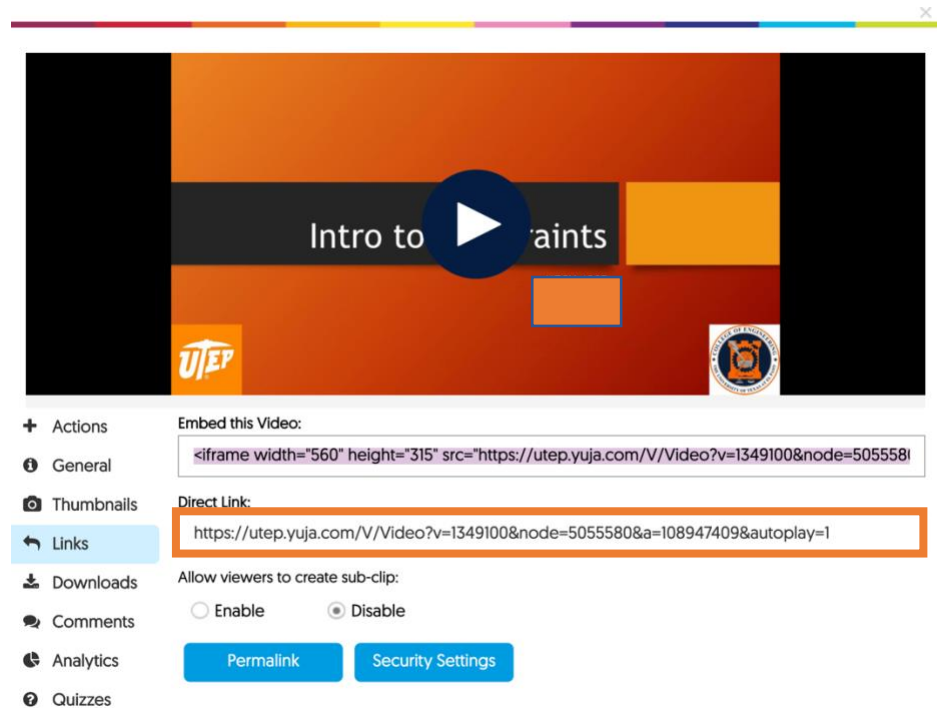 Intro to raints
UTEP
Embed this Video:
<iframe width="560" height="315" src="https://utep.yuja.com/V/Video?v=1349100&node=505558
Direct Link:
https://utep.yuja.com/V/Video?v=1349100&node=5055580&a=108947409&autoplay=1
Allow viewers to create sub-clip:
Enable Disable
Permalink Security Settings
Actions
General
Thumbnails
Links
Downloads
Comments
Analytics
Quizzes